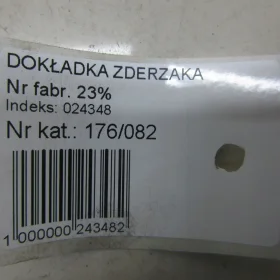 DOKŁADKA ZDERZAKA
Nr fabr. 23%
Indeks: 024348
Nr kat.: 176/082
1 000000 243482